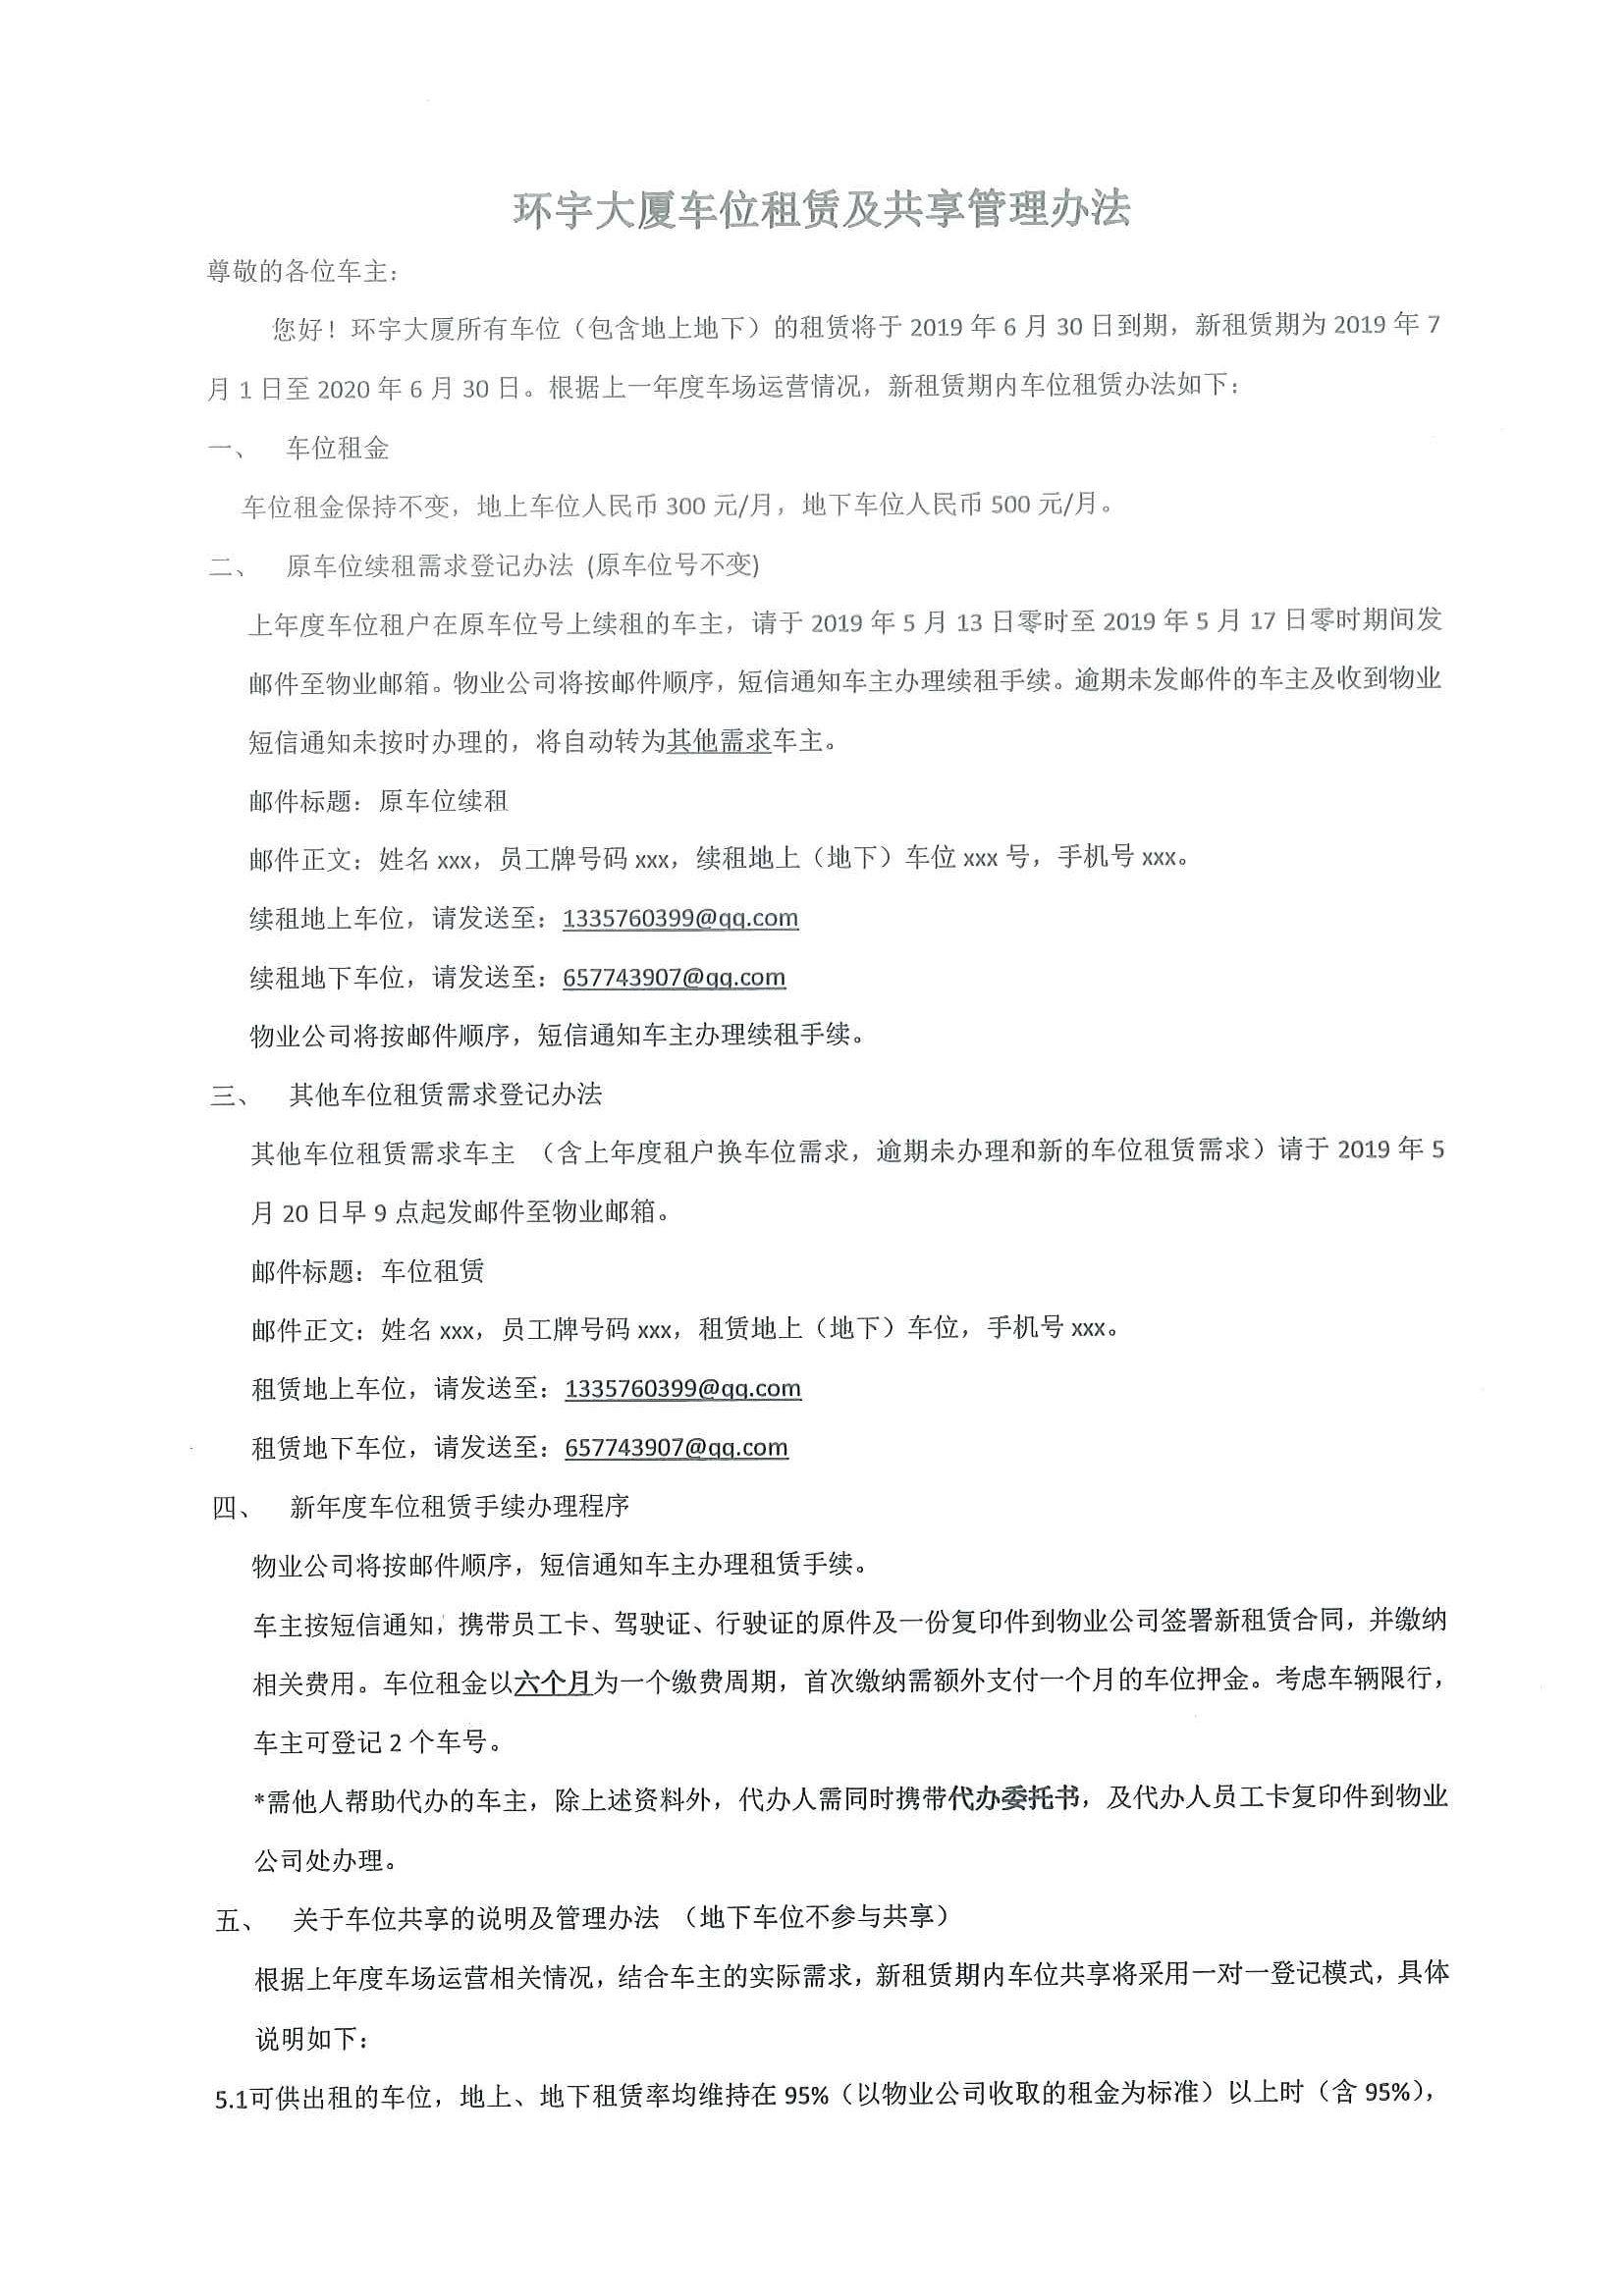 环宇大厦车位租赁及共享管理办法
尊敬的各位车主：
您好！环宇大厦所有车位（包含地上地下）的租赁将于 2019 年 6 月 30 日到期，新租赁期为 2019 年 7
月 1 日至 2020 年 6 月 30 日。根据上一年度车场运营情况，新租赁期内车位租赁办法如下：
一、 车位租金
车位租金保持不变，地上车位人民币 300 元/月，地下车位人民币 500 元/月。
二、 原车位续租需求登记办法 (原车位号不变)
上年度车位租户在原车位号上续租的车主，请于 2019 年 5 月 13 日零时至 2019 年 5 月 17 日零时期间发
邮件至物业邮箱。物业公司将按邮件顺序，短信通知车主办理续租手续。逾期未发邮件的车主及收到物业
短信通知未按时办理的，将自动转为其他需求车主。
邮件标题：原车位续租
邮件正文：姓名 xxx，员工牌号码 xxx，续租地上（地下）车位 xxx 号，手机号 xxx。
续租地上车位，请发送至：1335760399@qq.com
续租地下车位，请发送至：657743907@qq.com
物业公司将按邮件顺序，短信通知车主办理续租手续。
三、 其他车位租赁需求登记办法
其他车位租赁需求车主 （含上年度租户换车位需求，逾期未办理和新的车位租赁需求）请于 2019 年 5
月 20 日早 9 点起发邮件至物业邮箱。
邮件标题：车位租赁
邮件正文：姓名 xxx，员工牌号码 xxx，租赁地上（地下）车位，手机号 xxx。
租赁地上车位，请发送至：1335760399@qq.com
租赁地下车位，请发送至：657743907@qq.com
四、 新年度车位租赁手续办理程序
物业公司将按邮件顺序，短信通知车主办理租赁手续。
车主按短信通知，携带员工卡、驾驶证、行驶证的原件及一份复印件到物业公司签署新租赁合同，并缴纳
相关费用。车位租金以六个月为一个缴费周期，首次缴纳需额外支付一个月的车位押金。考虑车辆限行，
车主可登记 2 个车号。
*需他人帮助代办的车主，除上述资料外，代办人需同时携带代办委托书，及代办人员工卡复印件到物业
公司处办理。
五、 关于车位共享的说明及管理办法 （地下车位不参与共享）
根据上年度车场运营相关情况，结合车主的实际需求，新租赁期内车位共享将采用一对一登记模式，具体
说明如下：
5.1可供出租的车位，地上、地下租赁率均维持在 95%（以物业公司收取的租金为标准）以上时（含 95%），